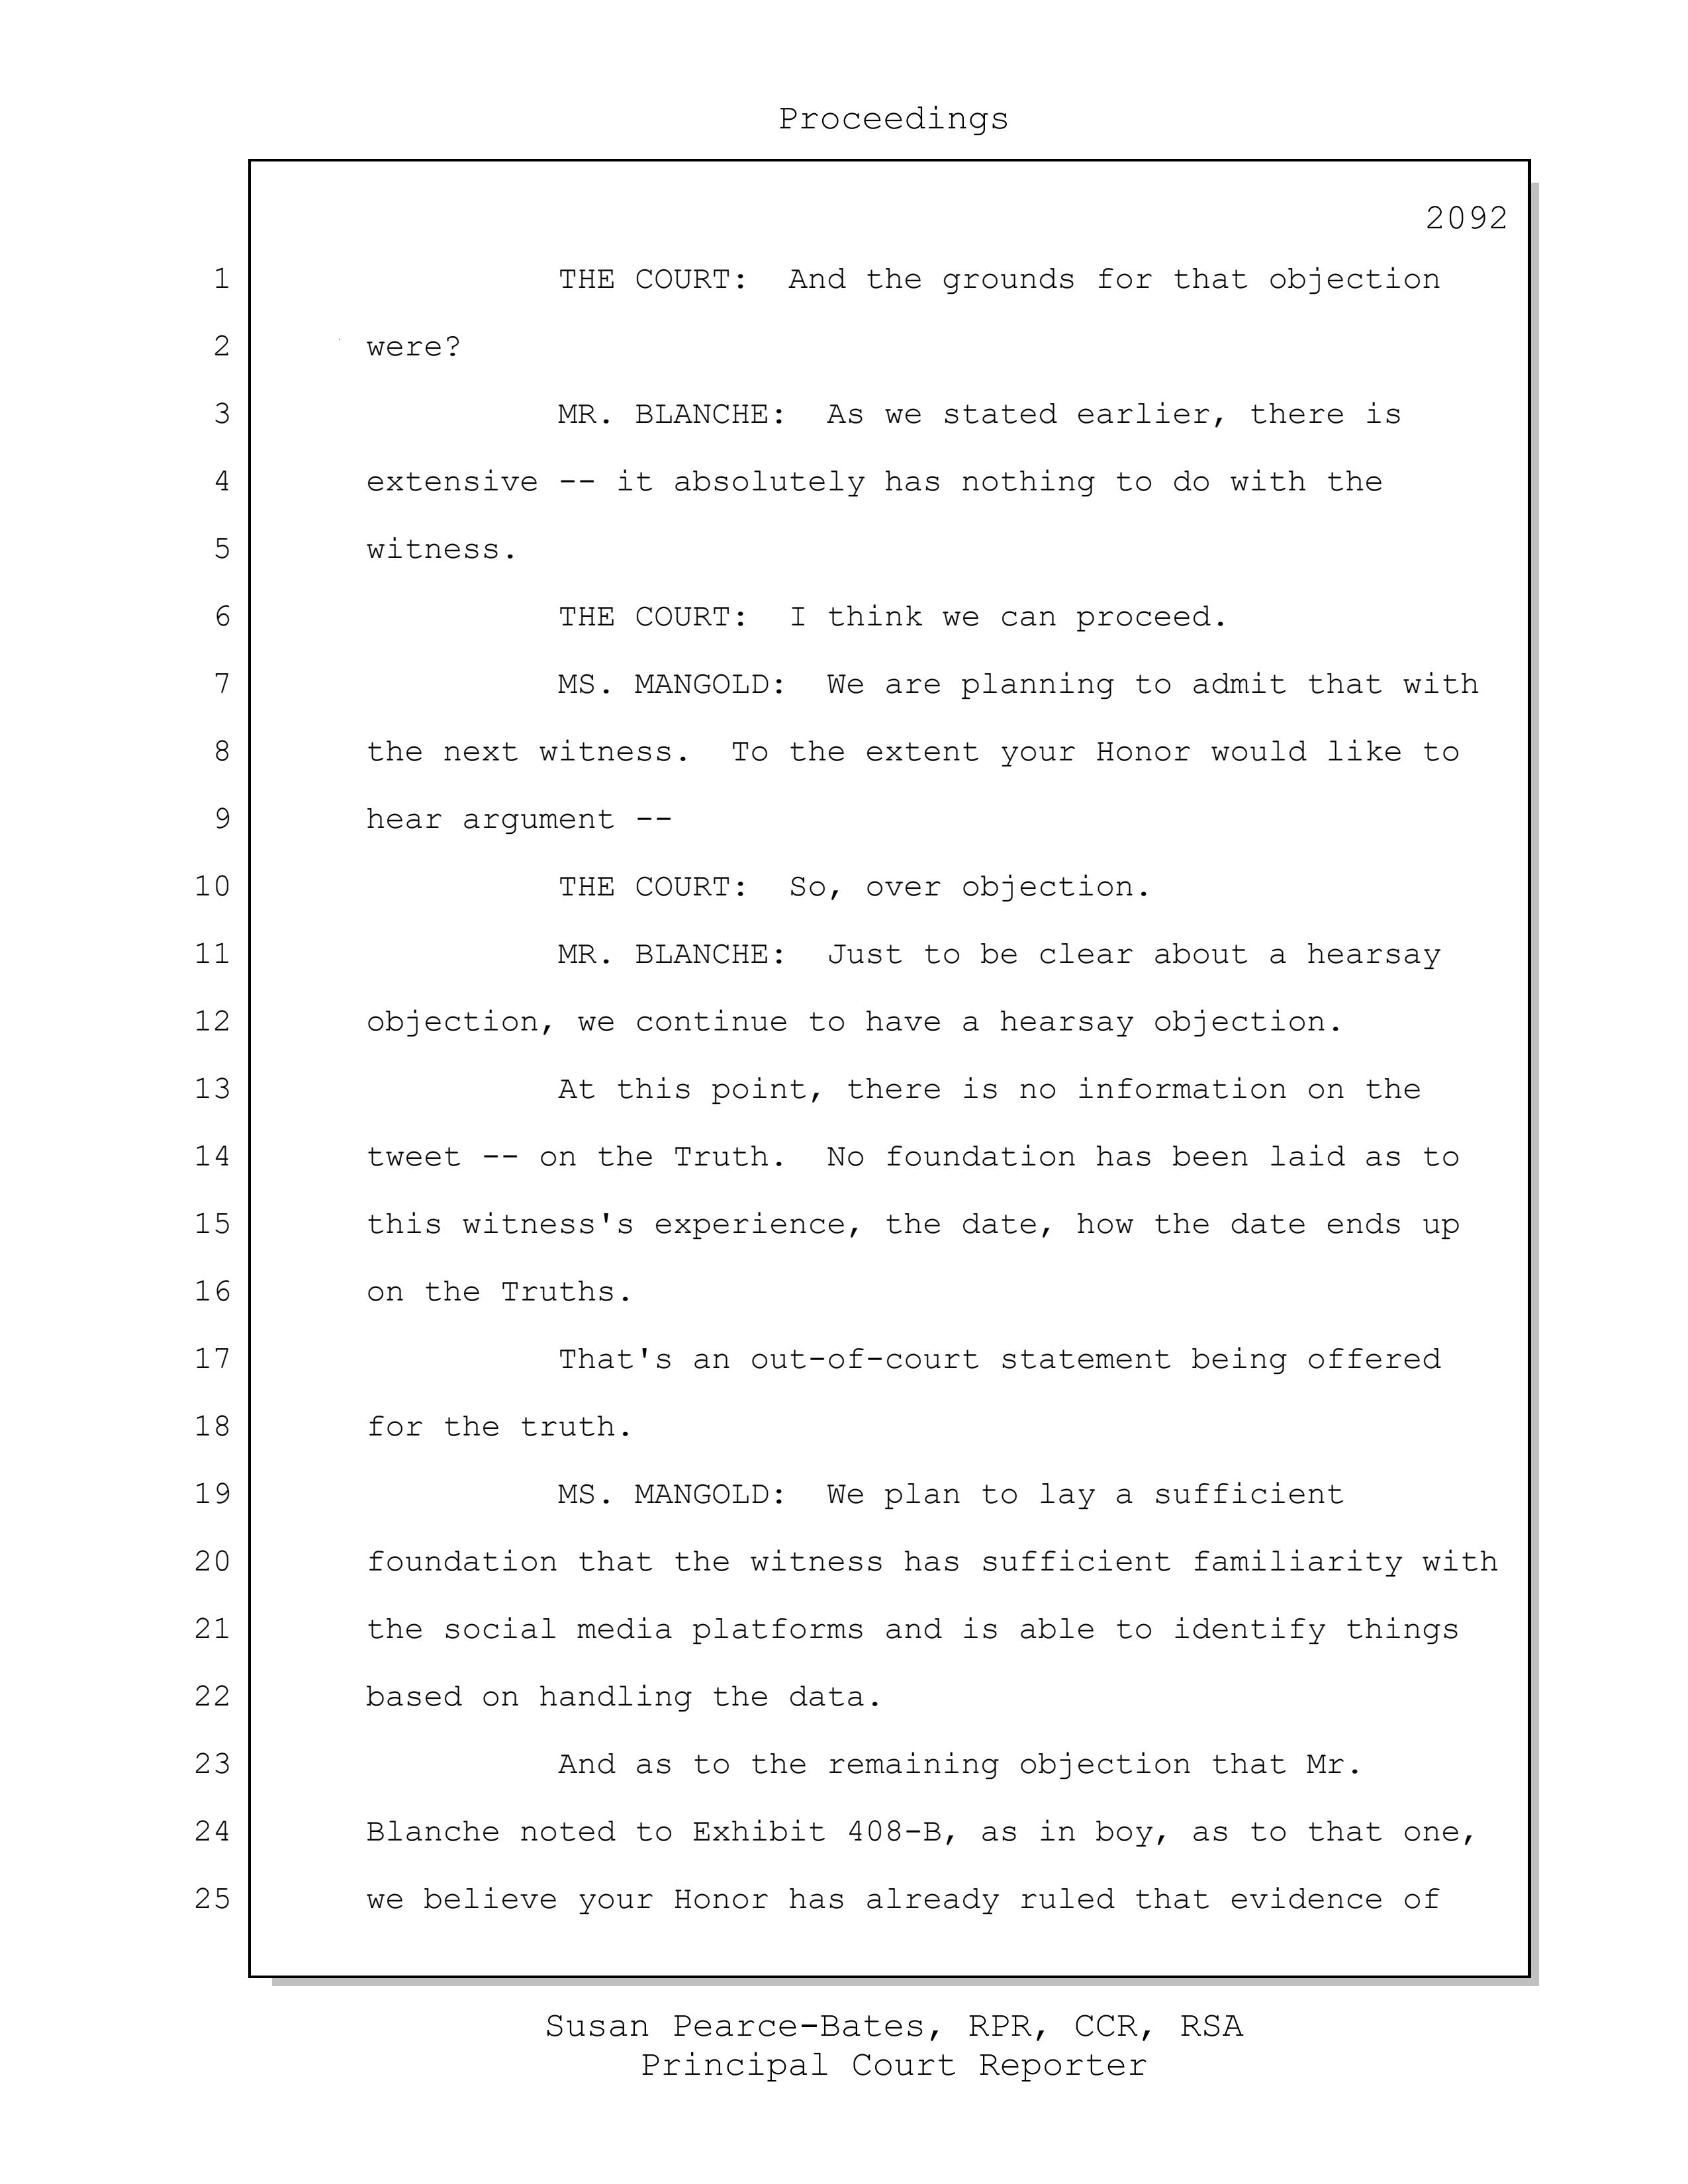 Proceedings
2092
1 THE COURT: And the grounds for that objection
2 were?
3 MR. BLANCHE: As we stated earlier, there is
4 extensive -- it absolutely has nothing to do with the
5 witness.
6 THE COURT: I think we can proceed.
7 MS. MANGOLD: We are planning to admit that with
8 the next witness. To the extent your Honor would like to
9 hear argument --
10 THE COURT: So, over objection.
11 MR. BLANCHE: Just to be clear about a hearsay
12 objection, we continue to have a hearsay objection.
13 At this point, there is no information on the
14 tweet -- on the Truth. No foundation has been laid as to
15 this witness's experience, the date, how the date ends up
16 on the Truths.
17 That's an out-of-court statement being offered
18 for the truth.
19 MS. MANGOLD: We plan to lay a sufficient
20 foundation that the witness has sufficient familiarity with
21 the social media platforms and is able to identify things
22 based on handling the data.
23 And as to the remaining objection that Mr.
24 Blanche noted to Exhibit 408-B, as in boy, as to that one,
25 we believe your Honor has already ruled that evidence of
Susan Pearce-Bates, RPR, CCR, RSA
Principal Court Reporter